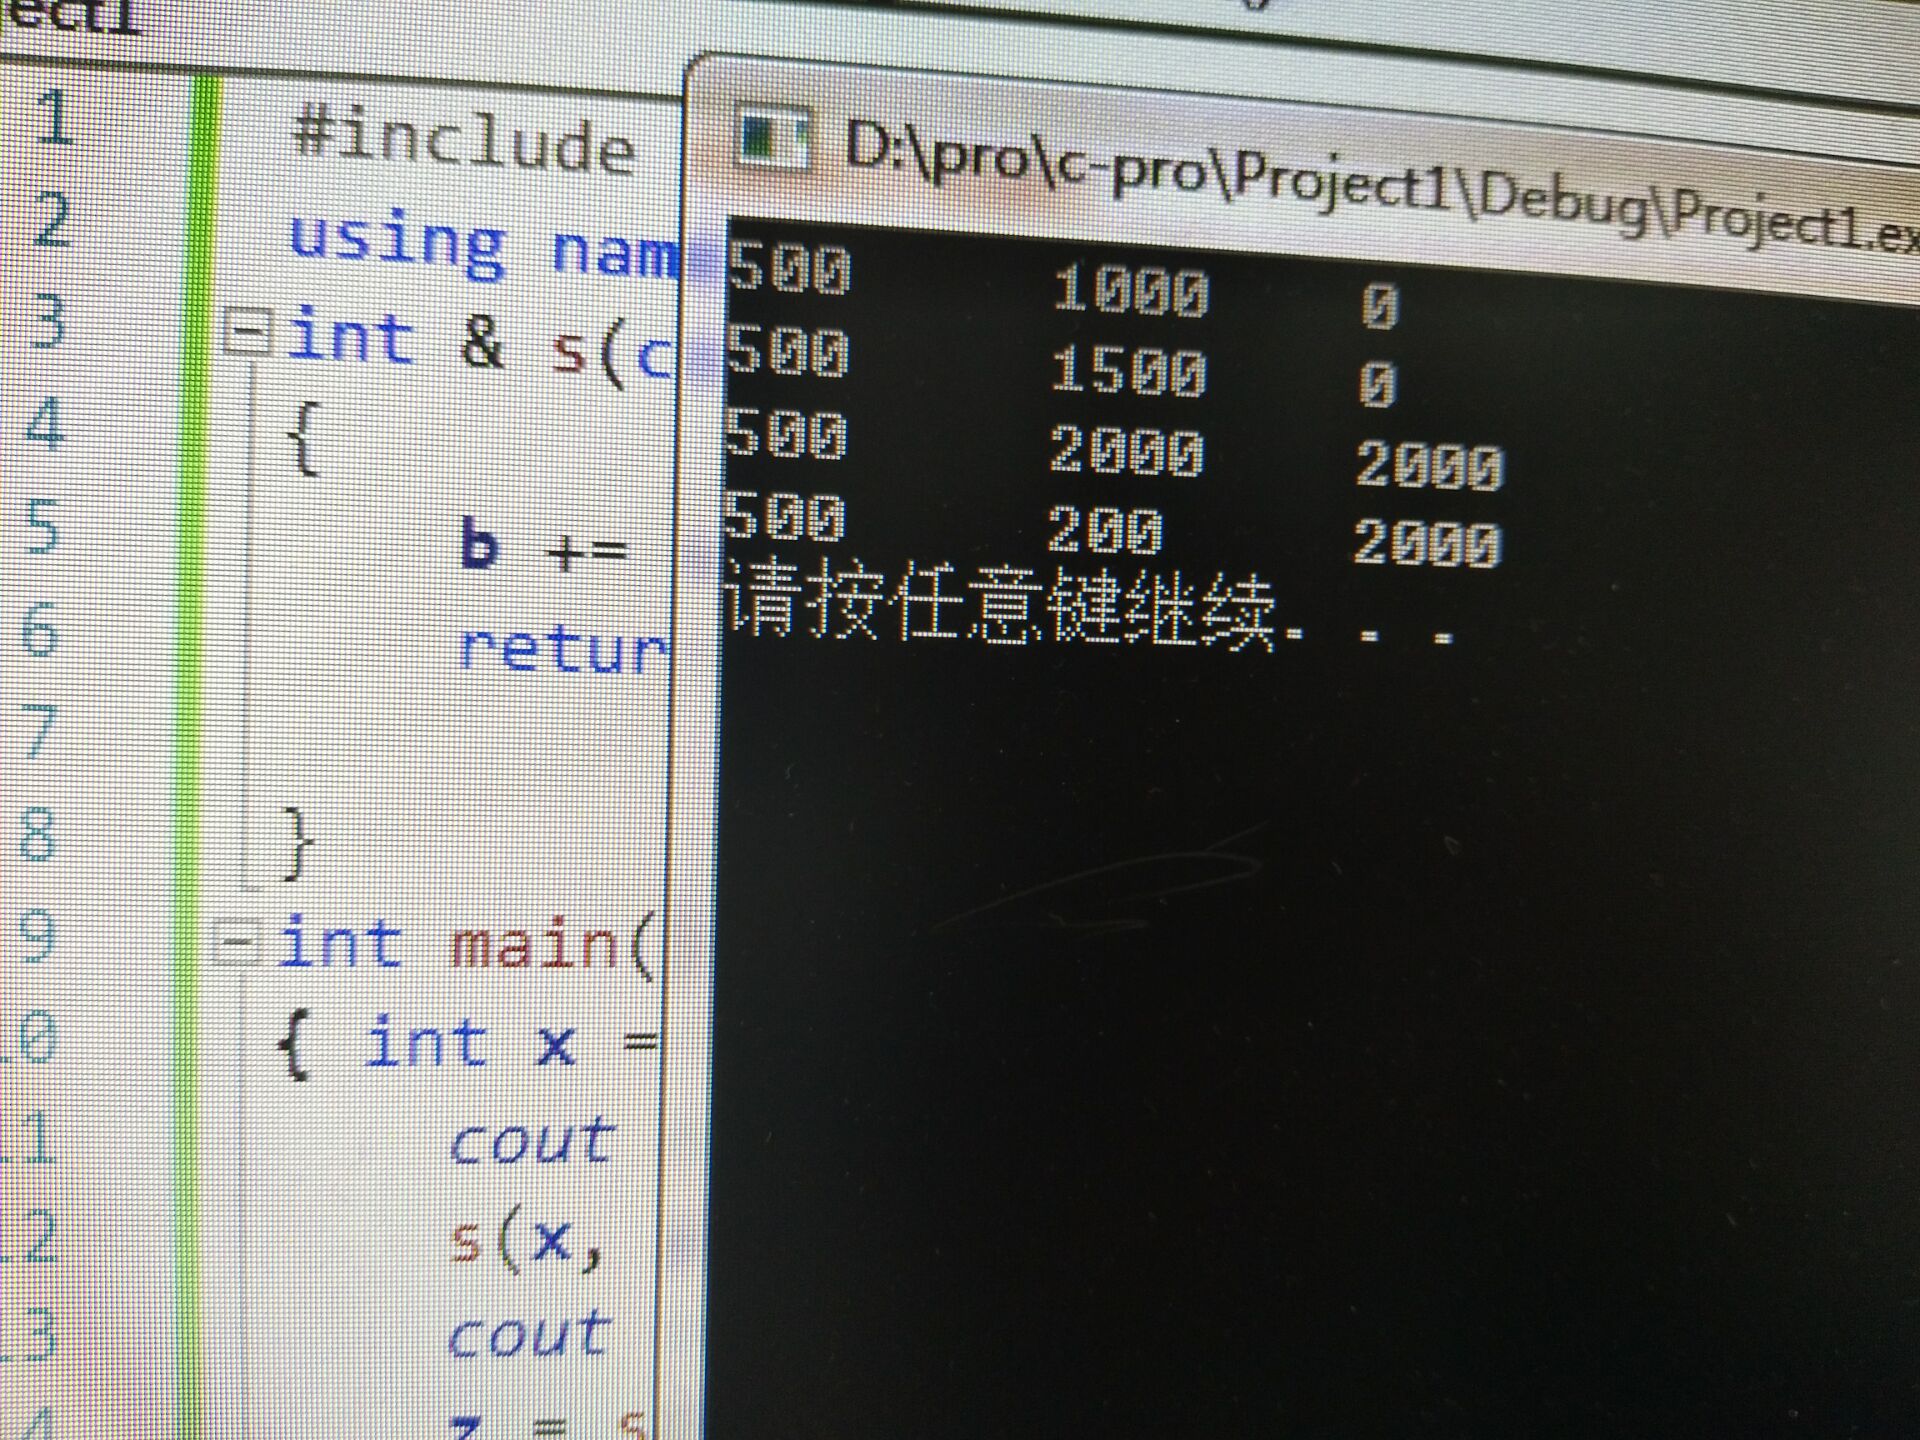 ect1
1 #include
2 using nam
3 int & s(c
4 {
5 b +=
6 retur
7
8 }
9 int main(
10 { int x =
11 cout
12 s(x,
13 cout
14 z = s
D:\pro\c-pro\Project1\Debug\Project1.ex
500 1000 0
500 1500 0
500 2000 2000
500 200 2000
请按任意键继续. . .